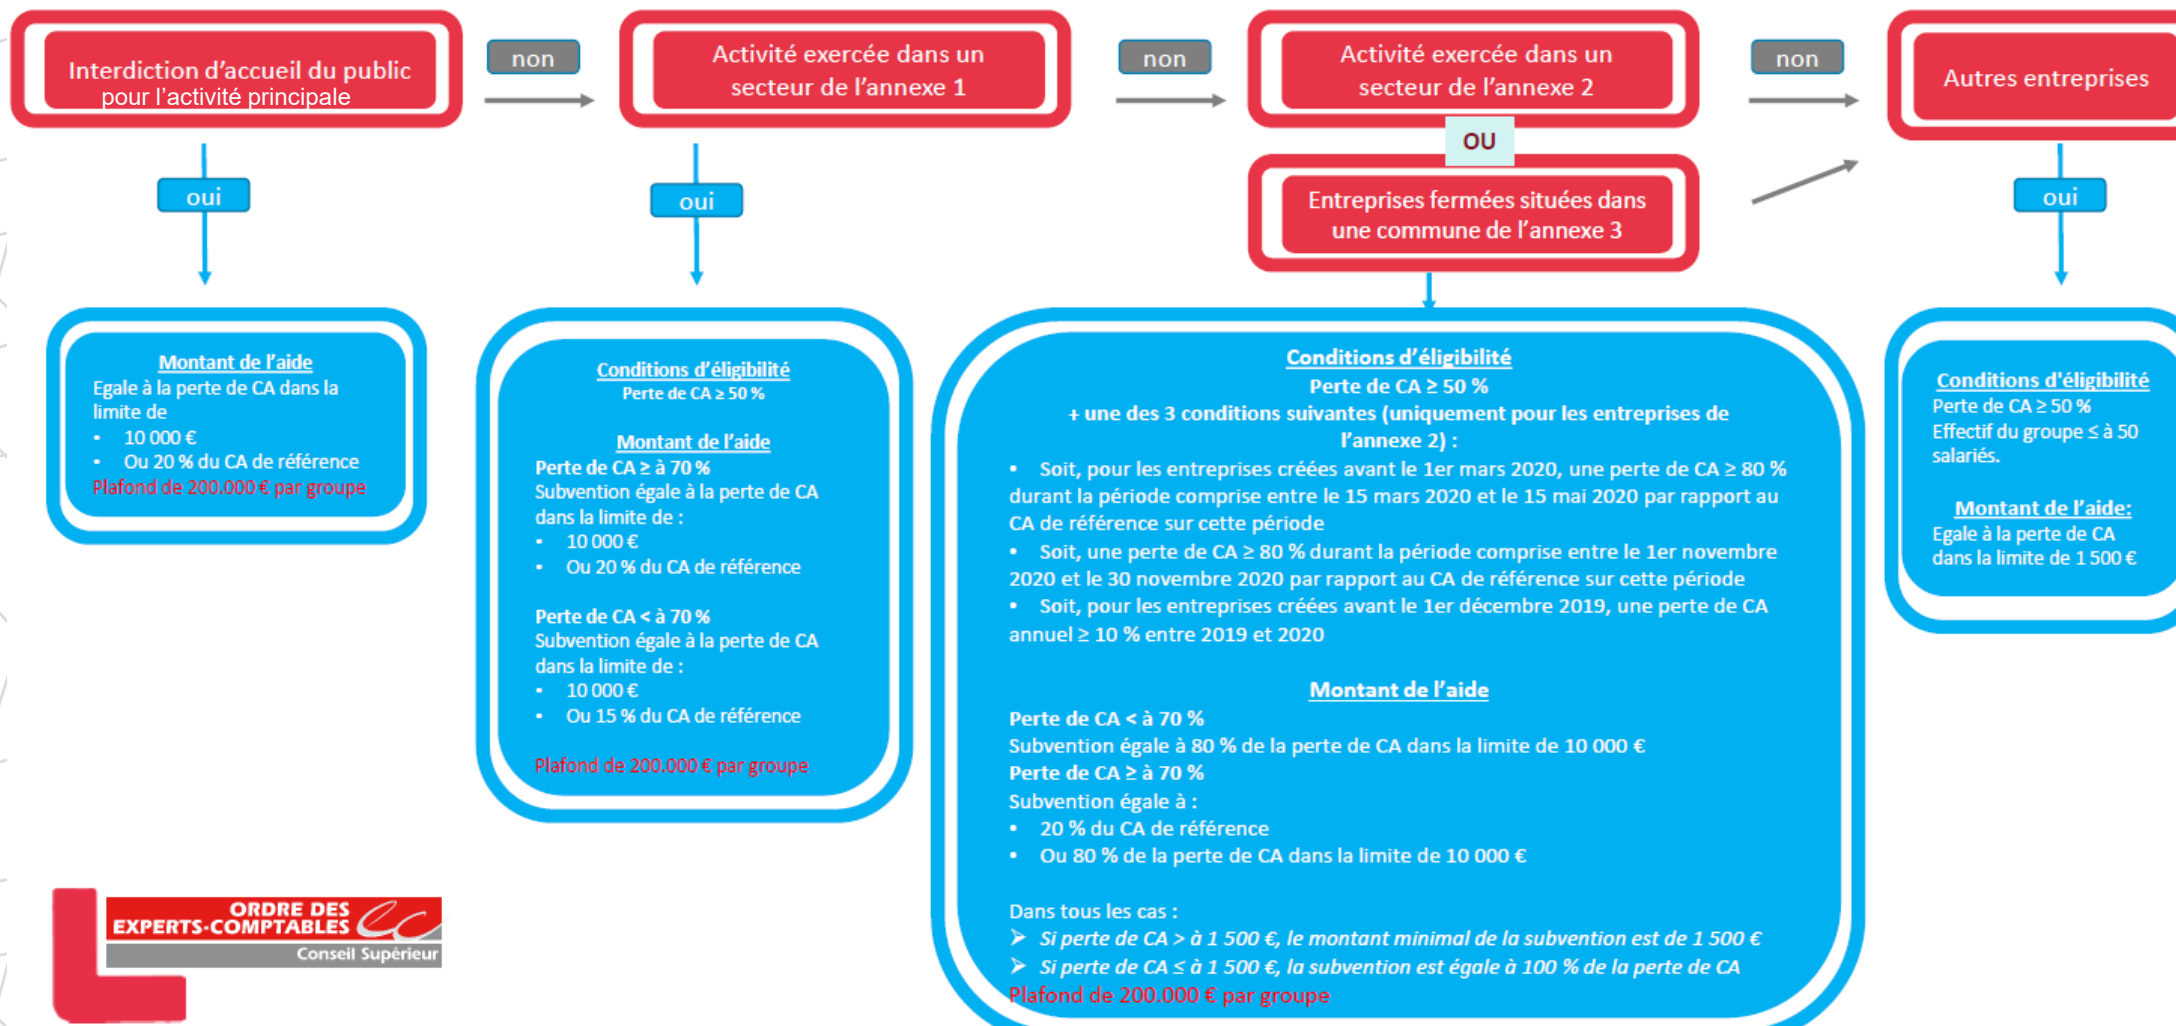 Interdiction d’accueil du public
pour l’activité principale
non
Activité exercée dans un
secteur de l’annexe 1
non
Activité exercée dans un
secteur de l’annexe 2
non
Autres entreprises
OU
Entreprises fermées situées dans
une commune de l’annexe 3
oui
oui
oui
Montant de l’aide
Egale à la perte de CA dans la
limite de
• 10 000 €
• Ou 20 % du CA de référence
Plafond de 200.000 € par groupe
Conditions d’éligibilité
Perte de CA ≥ 50 %
Montant de l’aide
Perte de CA ≥ à 70 %
Subvention égale à la perte de CA
dans la limite de :
• 10 000 €
• Ou 20 % du CA de référence
Perte de CA < à 70 %
Subvention égale à la perte de CA
dans la limite de :
• 10 000 €
• Ou 15 % du CA de référence
Plafond de 200.000 € par groupe
Conditions d’éligibilité
Perte de CA ≥ 50 %
+ une des 3 conditions suivantes (uniquement pour les entreprises de
l’annexe 2) :
• Soit, pour les entreprises créées avant le 1er mars 2020, une perte de CA ≥ 80 %
durant la période comprise entre le 15 mars 2020 et le 15 mai 2020 par rapport au
CA de référence sur cette période
• Soit, une perte de CA ≥ 80 % durant la période comprise entre le 1er novembre
2020 et le 30 novembre 2020 par rapport au CA de référence sur cette période
• Soit, pour les entreprises créées avant le 1er décembre 2019, une perte de CA
annuel ≥ 10 % entre 2019 et 2020
Montant de l’aide
Perte de CA < à 70 %
Subvention égale à 80 % de la perte de CA dans la limite de 10 000 €
Perte de CA ≥ à 70 %
Subvention égale à :
• 20 % du CA de référence
• Ou 80 % de la perte de CA dans la limite de 10 000 €
Dans tous les cas :
➢ Si perte de CA > à 1 500 €, le montant minimal de la subvention est de 1 500 €
➢ Si perte de CA ≤ à 1 500 €, la subvention est égale à 100 % de la perte de CA
Plafond de 200.000 € par groupe
Conditions d'éligibilité
Perte de CA ≥ 50 %
Effectif du groupe ≤ à 50
salariés.
Montant de l’aide:
Egale à la perte de CA
dans la limite de 1 500 €
ORDRE DES
EXPERTS-COMPTABLES
Conseil Supérieur